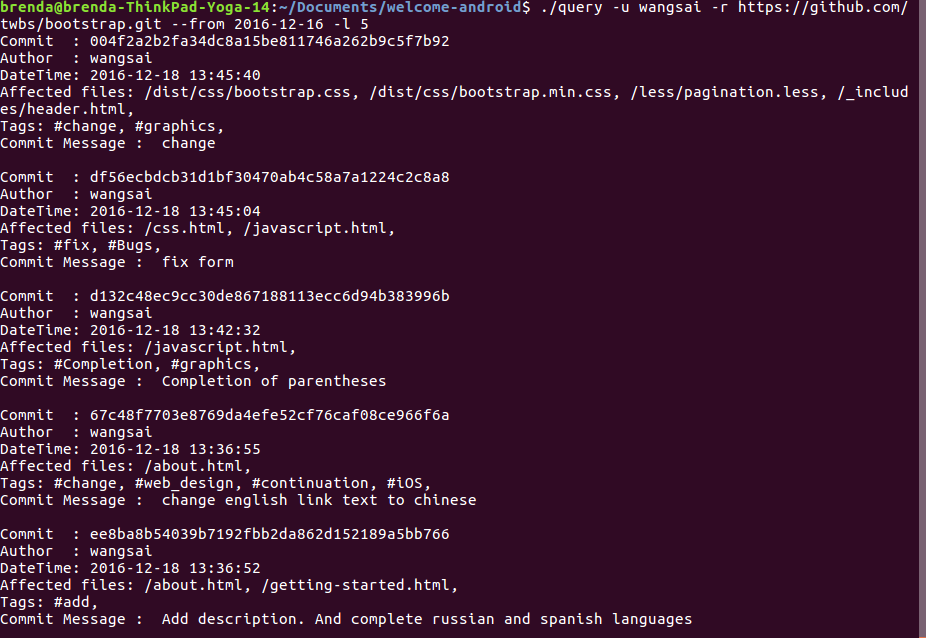 brenda@brenda-ThinkPad-Yoga-14:~/Documents/welcome-android$ ./query -u wangsai -r https://github.com/
twbs/bootstrap.git --from 2016-12-16 -l 5
Commit  : 004f2a2b2fa34dc8a15be811746a262b9c5f7b92
Author  : wangsai
DateTime: 2016-12-18 13:45:40
Affected files: /dist/css/bootstrap.css, /dist/css/bootstrap.min.css, /less/pagination.less, /_includ
es/header.html,
Tags: #change, #graphics,
Commit Message :  change
Commit  : df56ecbdcb31d1bf30470ab4c58a7a1224c2c8a8
Author  : wangsai
DateTime: 2016-12-18 13:45:04
Affected files: /css.html, /javascript.html,
Tags: #fix, #Bugs,
Commit Message :  fix form
Commit  : d132c48ec9cc30de867188113ecc6d94b383996b
Author  : wangsai
DateTime: 2016-12-18 13:42:32
Affected files: /javascript.html,
Tags: #Completion, #graphics,
Commit Message :  Completion of parentheses
Commit  : 67c48f7703e8769da4efe52cf76caf08ce966f6a
Author  : wangsai
DateTime: 2016-12-18 13:36:55
Affected files: /about.html,
Tags: #change, #web_design, #continuation, #iOS,
Commit Message :  change english link text to chinese
Commit  : ee8ba8b54039b7192fbb2da862d152189a5bb766
Author  : wangsai
DateTime: 2016-12-18 13:36:52
Affected files: /about.html, /getting-started.html,
Tags: #add,
Commit Message :  Add description. And complete russian and spanish languages